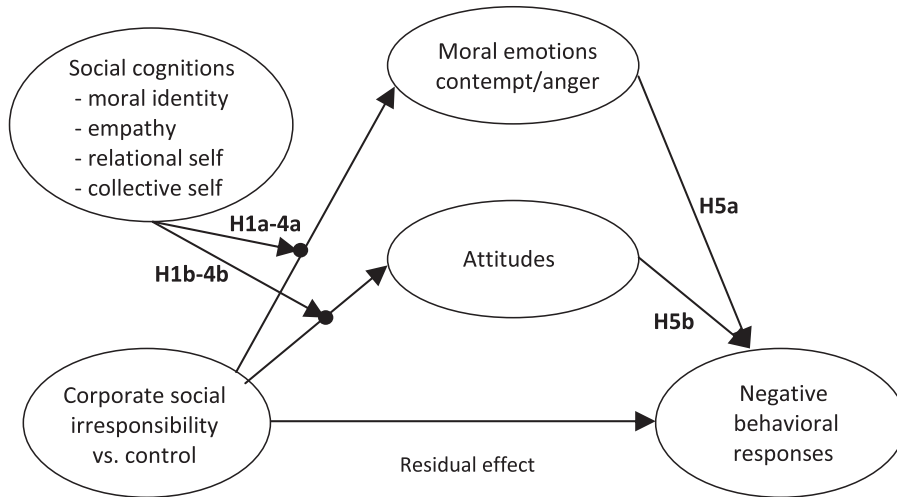 Social cognitions
- moral identity
- empathy
- relational self
- collective self
Moral emotions
contempt/anger
H1a-4a
H1b-4b
H5a
Attitudes
H5b
Corporate social
irresponsibility
vs. control
Negative
behavioral
responses
Residual effect